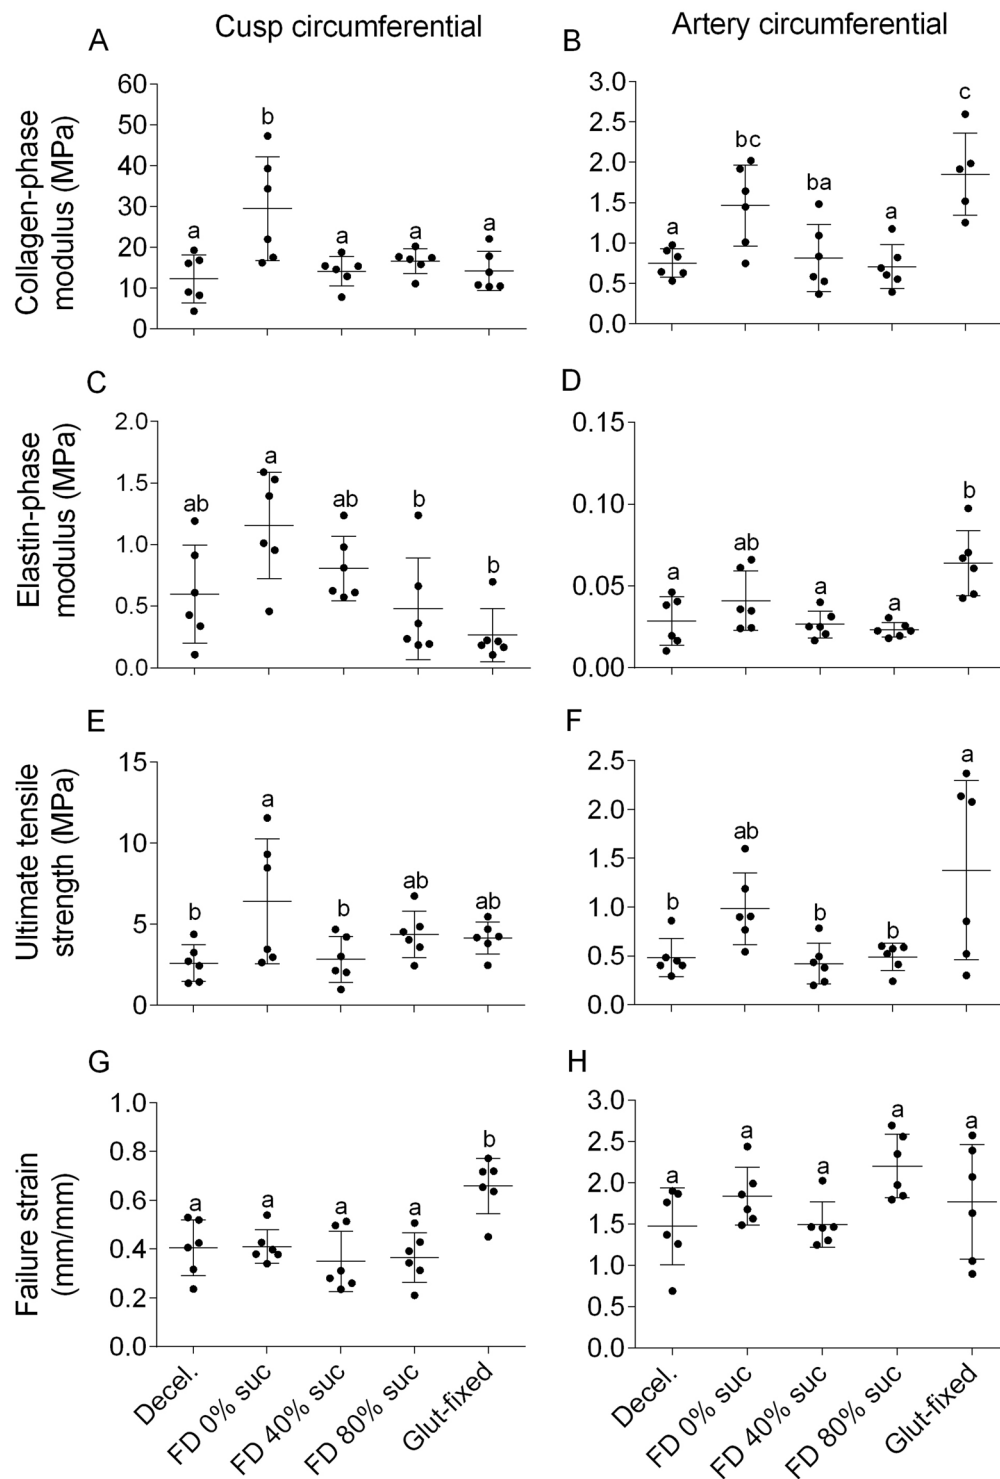 Cusp circumferential
Artery circumferential
A
B
Collagen-phase
modulus (MPa)
60
50
40
30
20
10
0
a
b
a
a
a
3.0
2.5
2.0
1.5
1.0
0.5
0.0
a
bc
ba
a
c
C
D
Elastin-phase
modulus (MPa)
2.0
1.5
1.0
0.5
0.0
ab
a
ab
b
b
0.15
0.10
0.05
0.00
a
ab
a
a
b
E
F
Ultimate tensile
strength (MPa)
15
10
5
0
b
a
b
ab
ab
2.5
2.0
1.5
1.0
0.5
0.0
b
ab
b
b
a
G
H
Failure strain
(mm/mm)
1.0
0.8
0.6
0.4
0.2
0.0
a
a
a
a
b
3.0
2.5
2.0
1.5
1.0
0.5
0.0
a
a
a
a
a
Decel.
FD 0% suc
FD 40% suc
FD 80% suc
Glut-fixed
Decel.
FD 0% suc
FD 40% suc
FD 80% suc
Glut-fixed